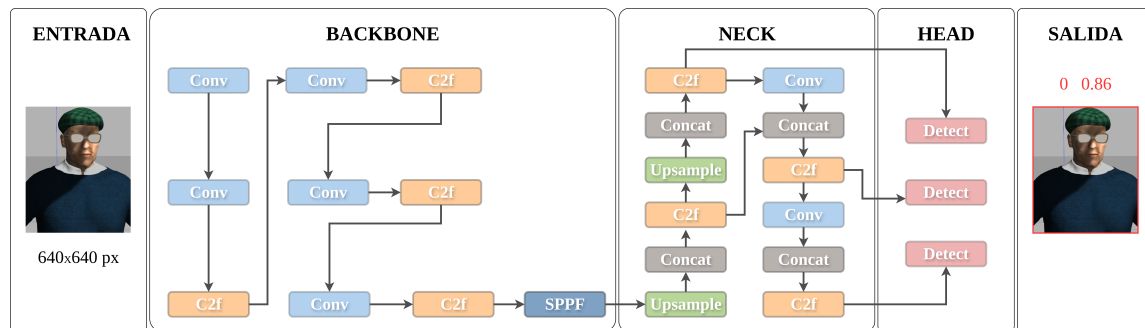 ENTRADA
640x640 px
BACKBONE
Conv
Conv
C2f
Conv
C2f
Conv
C2f
Conv
C2f
SPPF
NECK
Upsample
Concat
C2f
Upsample
Concat
C2f
Conv
Concat
C2f
Conv
Concat
C2f
HEAD
Detect
Detect
Detect
SALIDA
0 0.86